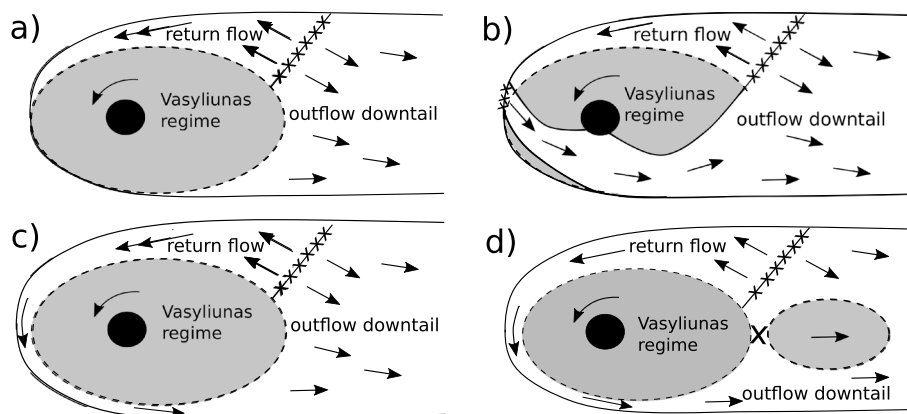 a)
return flow
Vasyliunas
regime
outflow downtail
b)
return flow
Vasyliunas
regime
outflow downtail
c)
return flow
Vasyliunas
regime
outflow downtail
d)
return flow
Vasyliunas
regime
X
outflow downtail